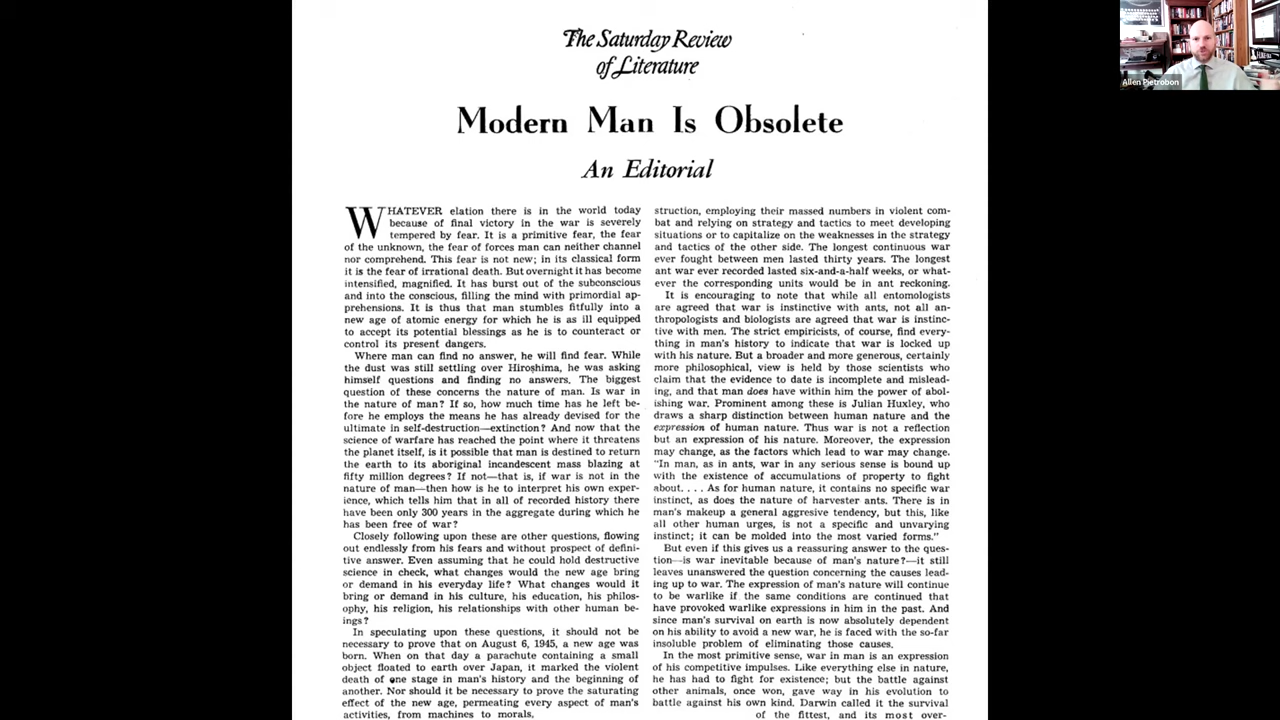 The Saturday Review
of Literature
Modern Man Is Obsolete
An Editorial
WHATEVER elation there is in the world today
because of final victory in the war is severely
tempered by fear. It is a primitive fear, the fear
of the unknown, the fear of forces man can neither channel
nor comprehend. This fear is not new; in its classical form
it is the fear of irrational death. But overnight it has become
intensified, magnified. It has burst out of the subconscious
and into the conscious, filling the mind with primordial ap-
prehensions. It is thus that man stumbles fitfully into a
new age of atomic energy for which he is as ill equipped
to accept its potential blessings as he is to counteract or
control its present dangers.
Where man can find no answer, he will find fear. While
the dust was still settling over Hiroshima, he was asking
himself questions and finding no answers. The biggest
question of these concerns the nature of man. Is war in
the nature of man? If so, how much time has he left be-
fore he employs the means he has already devised for the
ultimate in self-destruction—extinction? And now that the
science of warfare has reached the point where it threatens
the planet itself, is it possible that man is destined to return
the earth to its aboriginal incandescent mass blazing at
fifty million degrees? If not—that is, if war is not in the
nature of man—then how is he to interpret his own exper-
ience, which tells him that in all of recorded history there
have been only 300 years in the aggregate during which he
has been free of war?
Closely following upon these are other questions, flowing
out endlessly from his fears and without prospect of defini-
tive answer. Even assuming that he could hold destructive
science in check, what changes would the new age bring
or demand in his everyday life? What changes would it
bring or demand in his culture, his education, his philos-
ophy, his religion, his relationships with other human be-
ings?
In speculating upon these questions, it should not be
necessary to prove that on August 6, 1945, a new age was
born. When on that day a parachute containing a small
object floated to earth over Japan, it marked the violent
death of one stage in man's history and the beginning of
another. Nor should it be necessary to prove the saturating
effect of the new age, permeating every aspect of man's
activities, from machines to morals,
struction, employing their massed numbers in violent com-
bat and relying on strategy and tactics to meet developing
situations or to capitalize on the weaknesses in the strategy
and tactics of the other side. The longest continuous war
ever fought between men lasted thirty years. The longest
ant war ever recorded lasted six-and-a-half weeks, or what-
ever the corresponding units would be in ant reckoning.
It is encouraging to note that while all entomologists
are agreed that war is instinctive with ants, not all an-
thropologists and biologists are agreed that war is instinc-
tive with men. The strict empiricists, of course, find every-
thing in man's history to indicate that war is locked up
with his nature. But a broader and more generous, certainly
more philosophical, view is held by those scientists who
claim that the evidence to date is incomplete and mislead-
ing, and that man does have within him the power of abol-
ishing war. Prominent among these is Julian Huxley, who
draws a sharp distinction between human nature and the
expression of human nature. Thus war is not a reflection
but an expression of his nature. Moreover, the expression
may change, as the factors which lead to war may change.
"In man, as in ants, war in any serious sense is bound up
with the existence of accumulations of property to fight
about. . . . As for human nature, it contains no specific war
instinct, as does the nature of harvester ants. There is in
man's makeup a general aggresive tendency, but this, like
all other human urges, is not a specific and unvarying
instinct; it can be molded into the most varied forms."
But even if this gives us a reassuring answer to the ques-
tion—is war inevitable because of man's nature?—it still
leaves unanswered the question concerning the causes lead-
ing up to war. The expression of man's nature will continue
to be warlike if the same conditions are continued that
have provoked warlike expressions in him in the past. And
since man's survival on earth is now absolutely dependent
on his ability to avoid a new war, he is faced with the so-far
insoluble problem of eliminating those causes.
In the most primitive sense, war in man is an expression
of his competitive impulses. Like everything else in nature,
he has had to fight for existence; but the battle against
other animals, once won, gave way in his evolution to
battle against his own kind. Darwin called it the survival
of the fittest, and its most over-
Allen Pietrobon